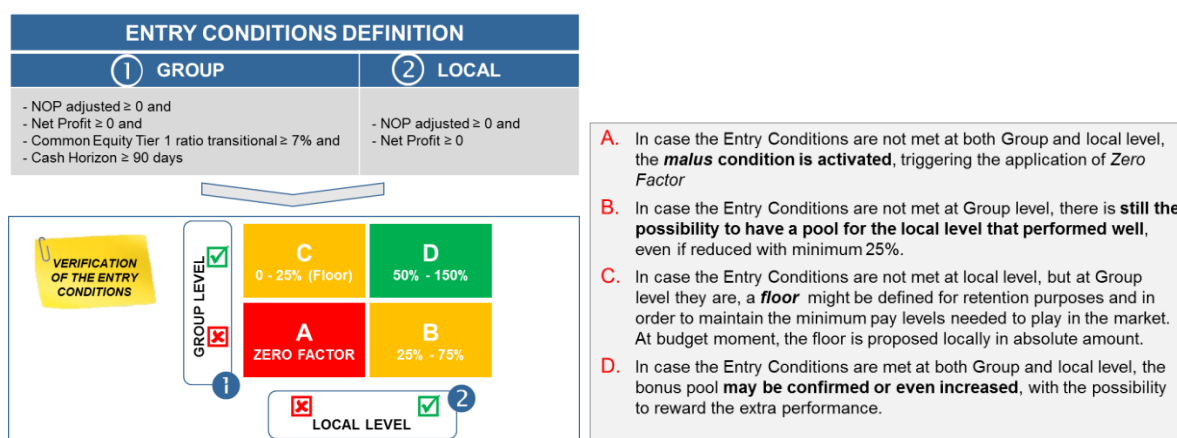 ENTRY CONDITIONS DEFINITION
1 GROUP
2 LOCAL
- NOP adjusted ≥ 0 and
- Net Profit ≥ 0 and
- Common Equity Tier 1 ratio transitional ≥ 7% and
- Cash Horizon ≥ 90 days
- NOP adjusted ≥ 0 and
- Net Profit ≥ 0
VERIFICATION
OF THE ENTRY
CONDITIONS
GROUP LEVEL
1
C
0 - 25% (Floor)
D
50% - 150%
A
ZERO FACTOR
B
25% - 75%
2
LOCAL LEVEL
A. In case the Entry Conditions are not met at both Group and local level,
the malus condition is activated, triggering the application of Zero
Factor
B. In case the Entry Conditions are not met at Group level, there is still the
possibility to have a pool for the local level that performed well,
even if reduced with minimum 25%.
C. In case the Entry Conditions are not met at local level, but at Group
level they are, a floor might be defined for retention purposes and in
order to maintain the minimum pay levels needed to play in the market.
At budget moment, the floor is proposed locally in absolute amount.
D. In case the Entry Conditions are met at both Group and local level, the
bonus pool may be confirmed or even increased, with the possibility
to reward the extra performance.